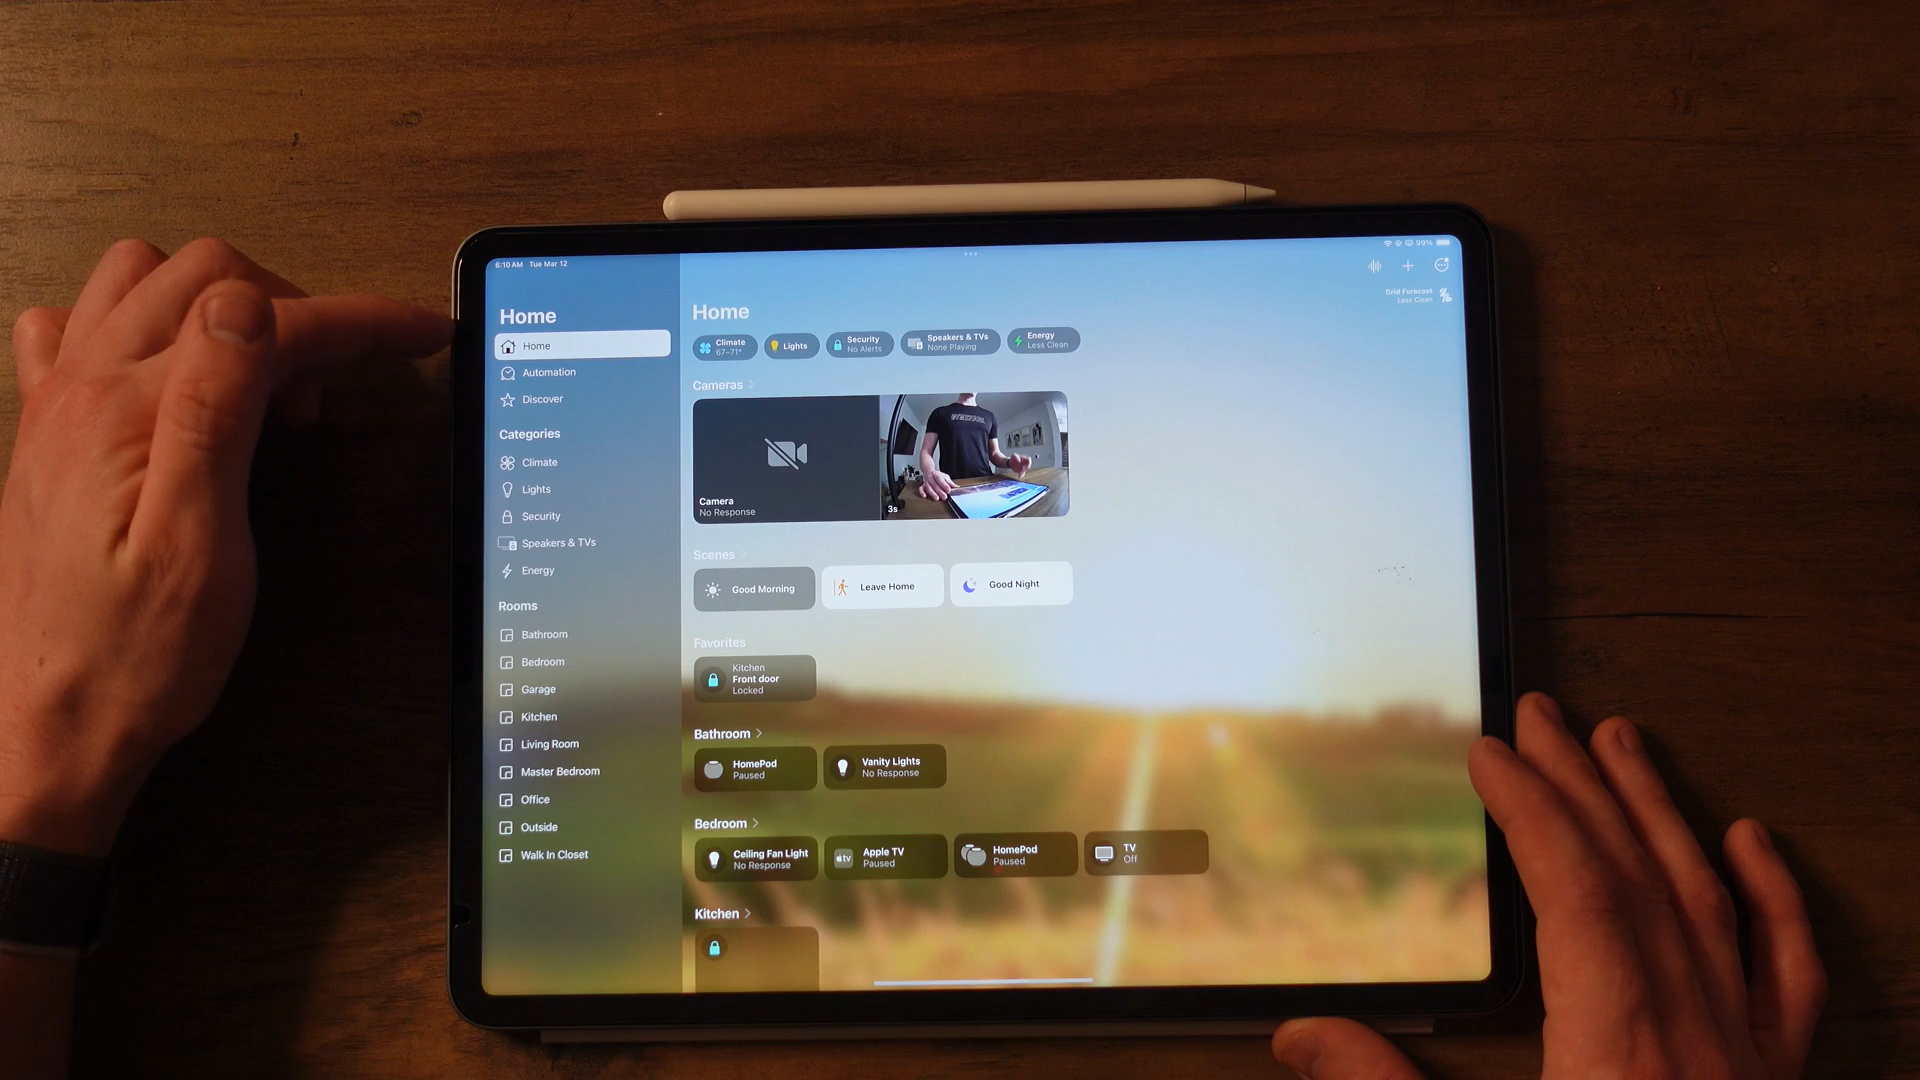 6:10 AM Tue Mar 12
99%
Home
Home
Automation
Discover
Categories
Climate
Lights
Security
Speakers & TVs
Energy
Rooms
Bathroom
Bedroom
Garage
Kitchen
Living Room
Master Bedroom
Office
Outside
Walk In Closet
Grid Forecast
Less Clean
Home
Climate
67–71°
Lights
Security
No Alerts
Speakers & TVs
None Playing
Energy
Less Clean
Cameras
Camera
No Response
3s
Scenes
Good Morning
Leave Home
Good Night
Favorites
Kitchen
Front door
Locked
Bathroom
HomePod
Paused
Vanity Lights
No Response
Bedroom
Ceiling Fan Light
No Response
tv
Apple TV
Paused
HomePod
Paused
TV
Off
Kitchen